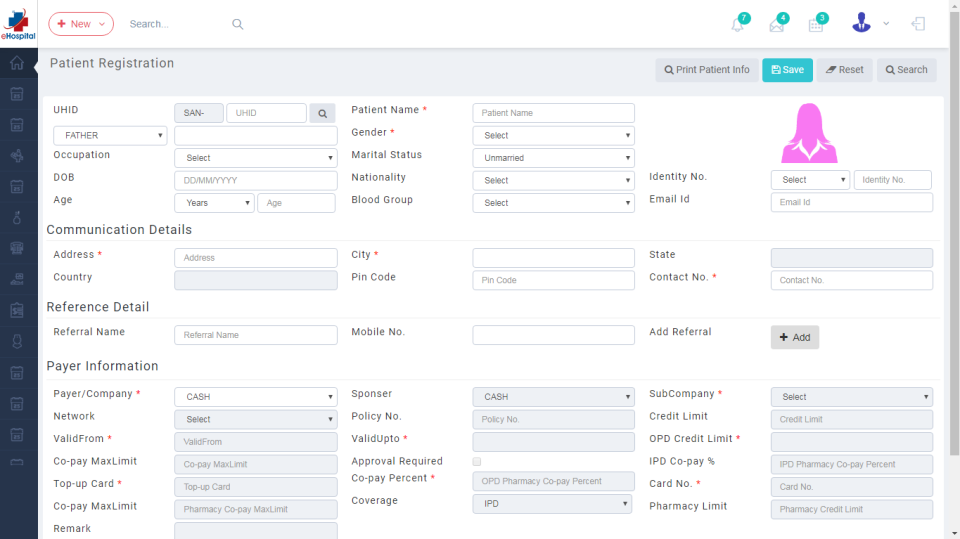 + New Search... 7 4 3
eHospital
Patient Registration Print Patient Info Save Reset Search
UHID SAN- UHID Patient Name * Patient Name
FATHER Gender * Select
Occupation Select Marital Status Unmarried
DOB DD/MM/YYYY Nationality Select Identity No. Select Identity No.
Age Years Age Blood Group Select Email Id Email Id
Communication Details
Address * Address City * State
Country Pin Code Pin Code Contact No. * Contact No.
Reference Detail
Referral Name Referral Name Mobile No. Add Referral + Add
Payer Information
Payer/Company * CASH Sponser CASH SubCompany * Select
Network Select Policy No. Policy No. Credit Limit Credit Limit
ValidFrom * ValidFrom ValidUpto * OPD Credit Limit *
Co-pay MaxLimit Co-pay MaxLimit Approval Required IPD Co-pay % IPD Pharmacy Co-pay Percent
Top-up Card * Top-up Card Co-pay Percent * OPD Pharmacy Co-pay Percent Card No. * Card No.
Co-pay MaxLimit Pharmacy Co-pay MaxLimit Coverage IPD Pharmacy Limit Pharmacy Credit Limit
Remark